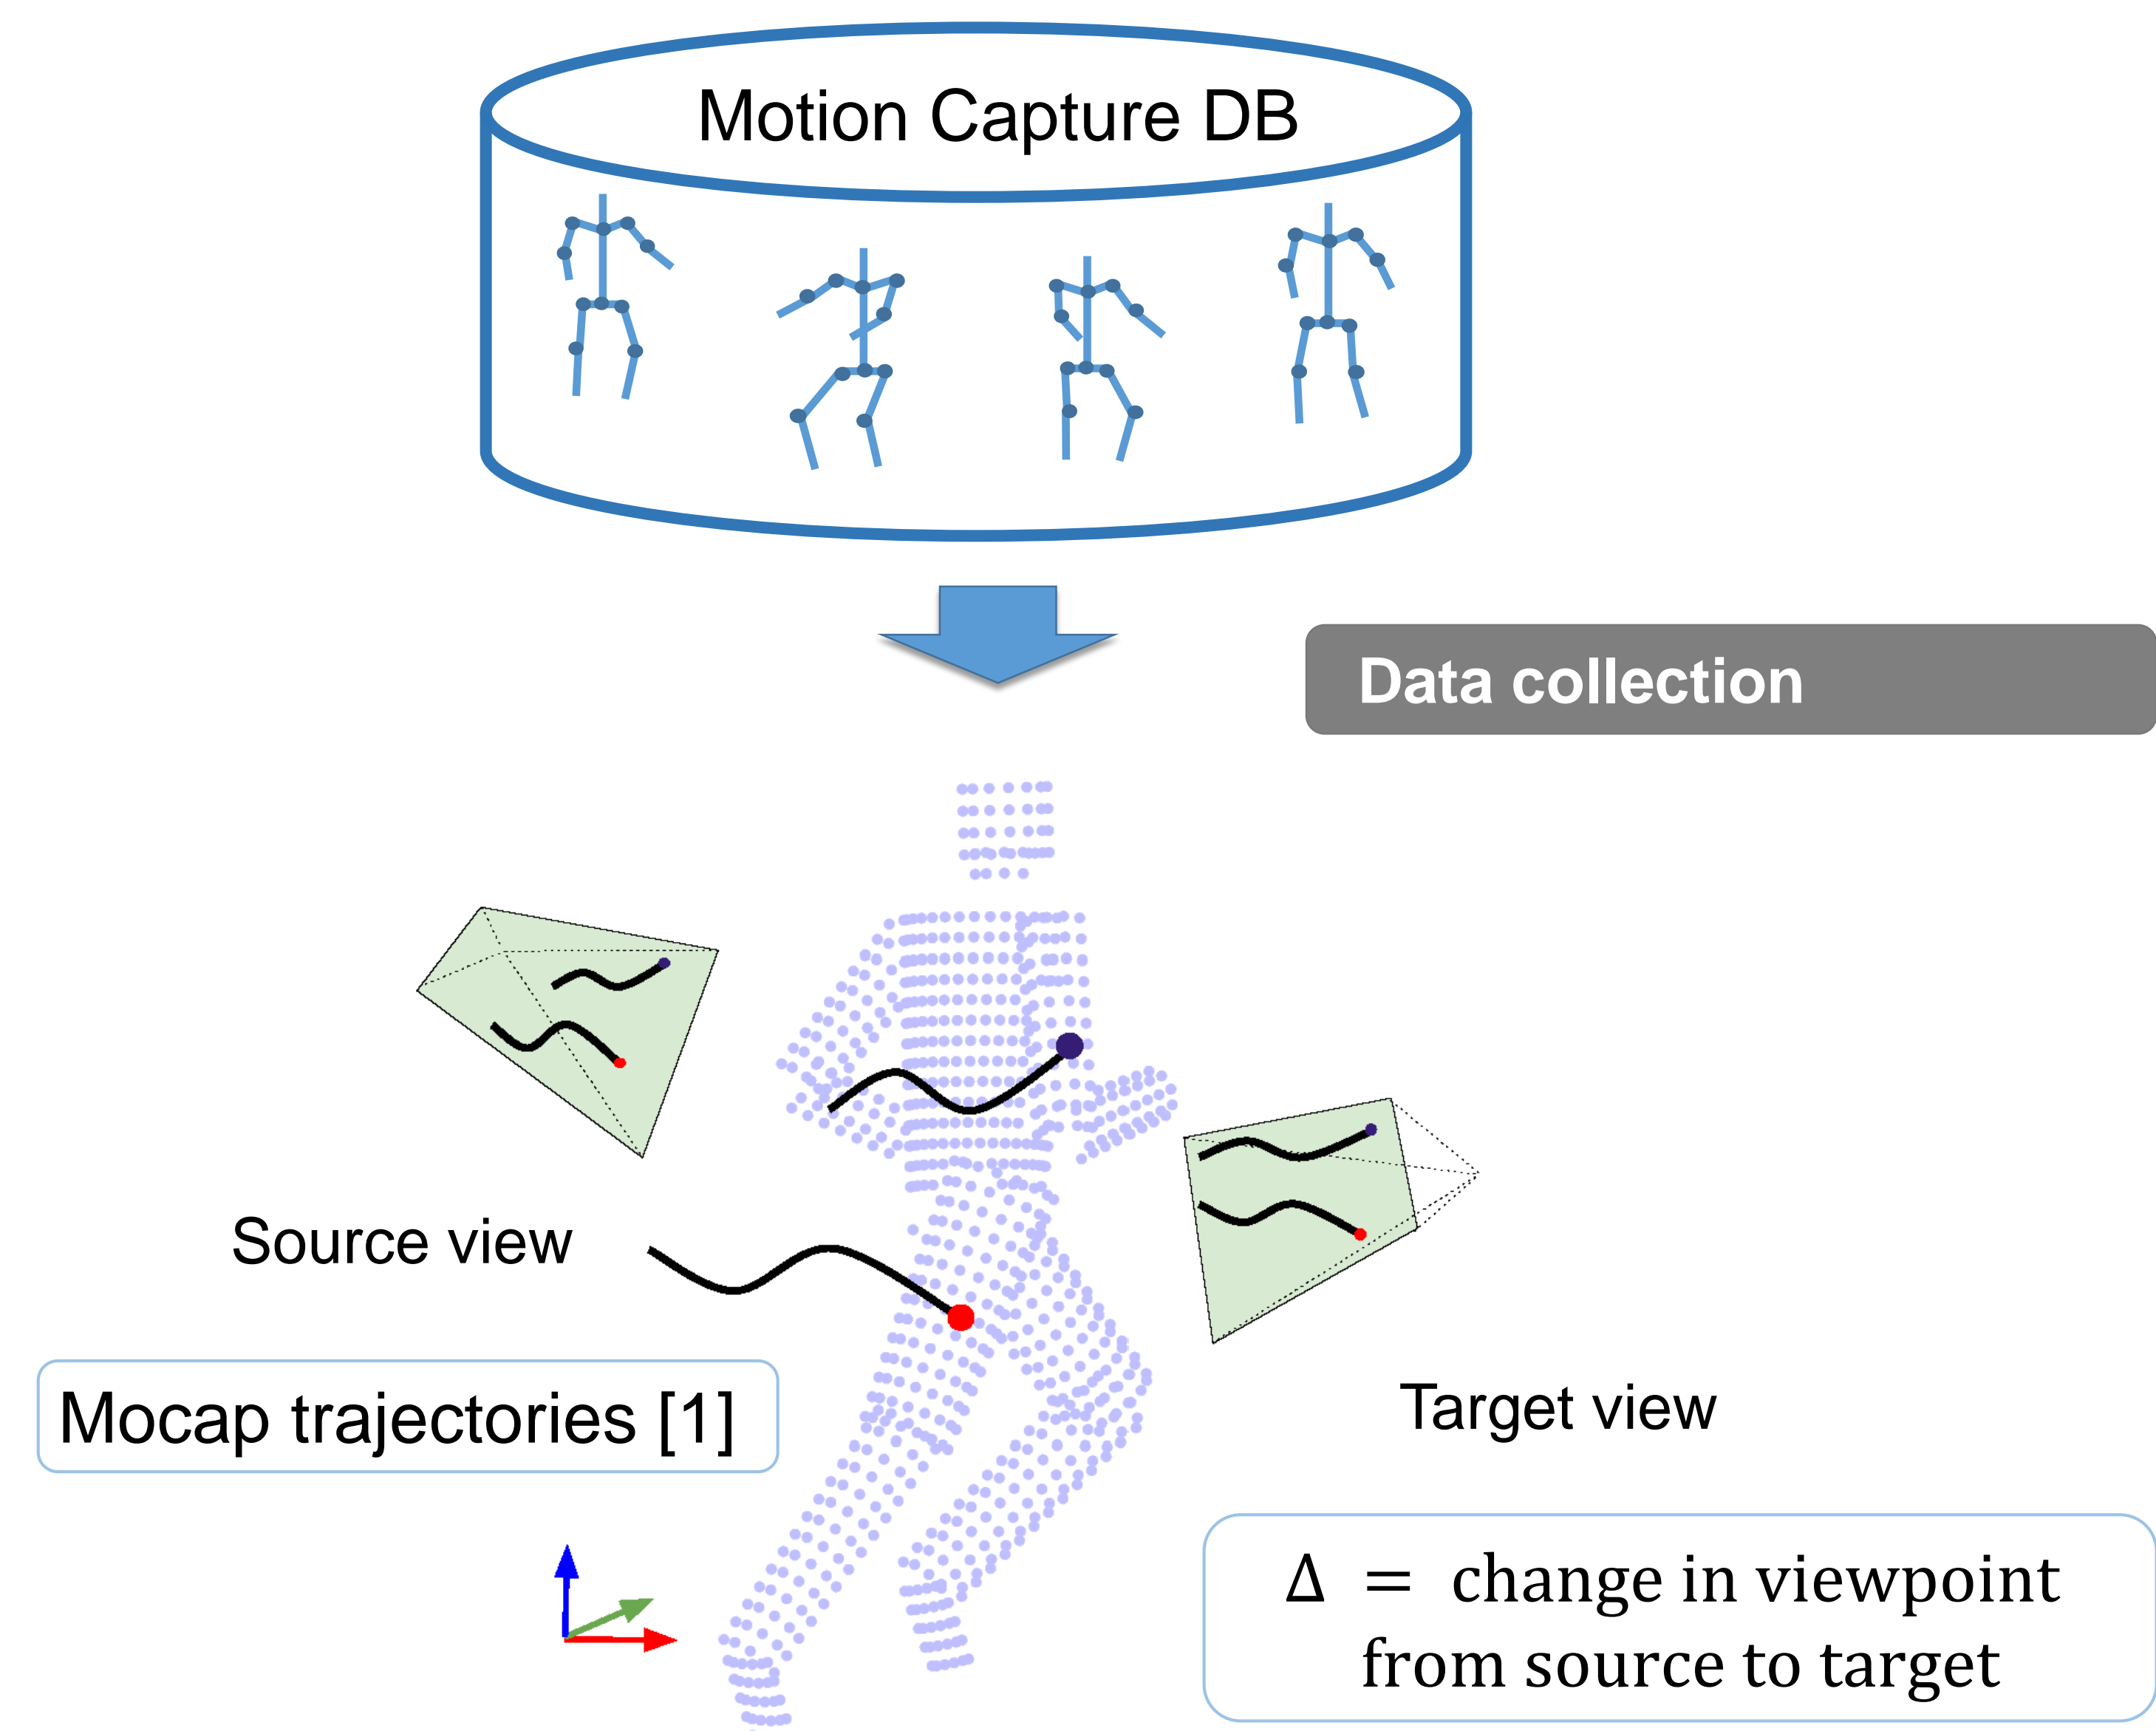 Motion Capture DB
Data collection
Source view
Mocap trajectories [1]
Target view
Δ = change in viewpoint
from source to target